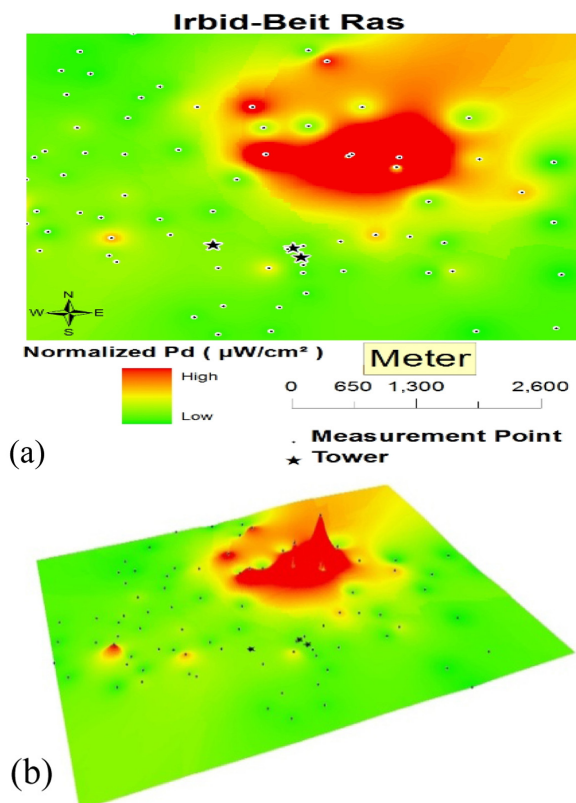 Irbid-Beit Ras
N
W E
S
Normalized Pd ( µW/cm² )
High
Low
Meter
0 650 1,300 2,600
Measurement Point
Tower
(a)
(b)